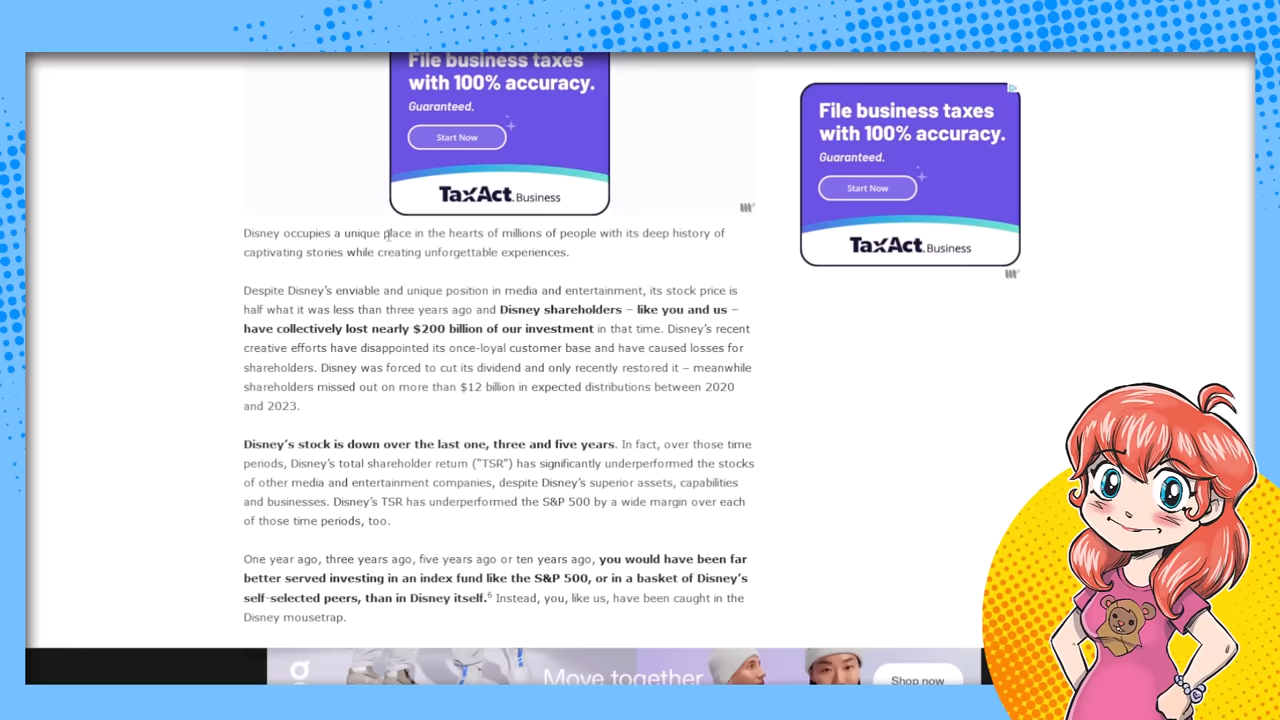 File business taxes
with 100% accuracy.
Guaranteed.
Start Now
TaxAct. Business
File business taxes
with 100% accuracy.
Guaranteed.
Start Now
TaxAct. Business
Disney occupies a unique place in the hearts of millions of people with its deep history of
captivating stories while creating unforgettable experiences.
Despite Disney’s enviable and unique position in media and entertainment, its stock price is
half what it was less than three years ago and Disney shareholders – like you and us –
have collectively lost nearly $200 billion of our investment in that time. Disney’s recent
creative efforts have disappointed its once-loyal customer base and have caused losses for
shareholders. Disney was forced to cut its dividend and only recently restored it – meanwhile
shareholders missed out on more than $12 billion in expected distributions between 2020
and 2023.
Disney’s stock is down over the last one, three and five years. In fact, over those time
periods, Disney’s total shareholder return (“TSR”) has significantly underperformed the stocks
of other media and entertainment companies, despite Disney’s superior assets, capabilities
and businesses. Disney’s TSR has underperformed the S&P 500 by a wide margin over each
of those time periods, too.
One year ago, three years ago, five years ago or ten years ago, you would have been far
better served investing in an index fund like the S&P 500, or in a basket of Disney’s
self-selected peers, than in Disney itself.6 Instead, you, like us, have been caught in the
Disney mousetrap.
Move together
Shop now